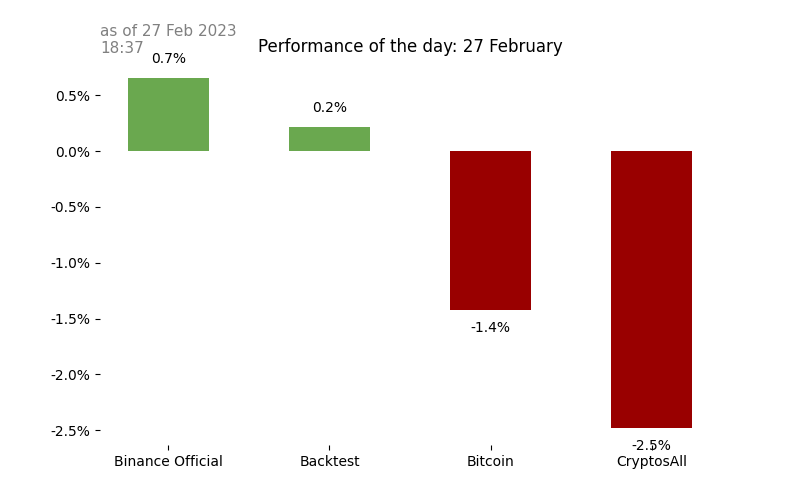 as of 27 Feb 2023
18:37
Performance of the day: 27 February
0.7%
0.2%
0.5%
0.0%
-0.5%
-1.0%
-1.5%
-1.4%
-2.0%
-2.5%
-2.5%
Binance Official
Backtest
Bitcoin
CryptosAll